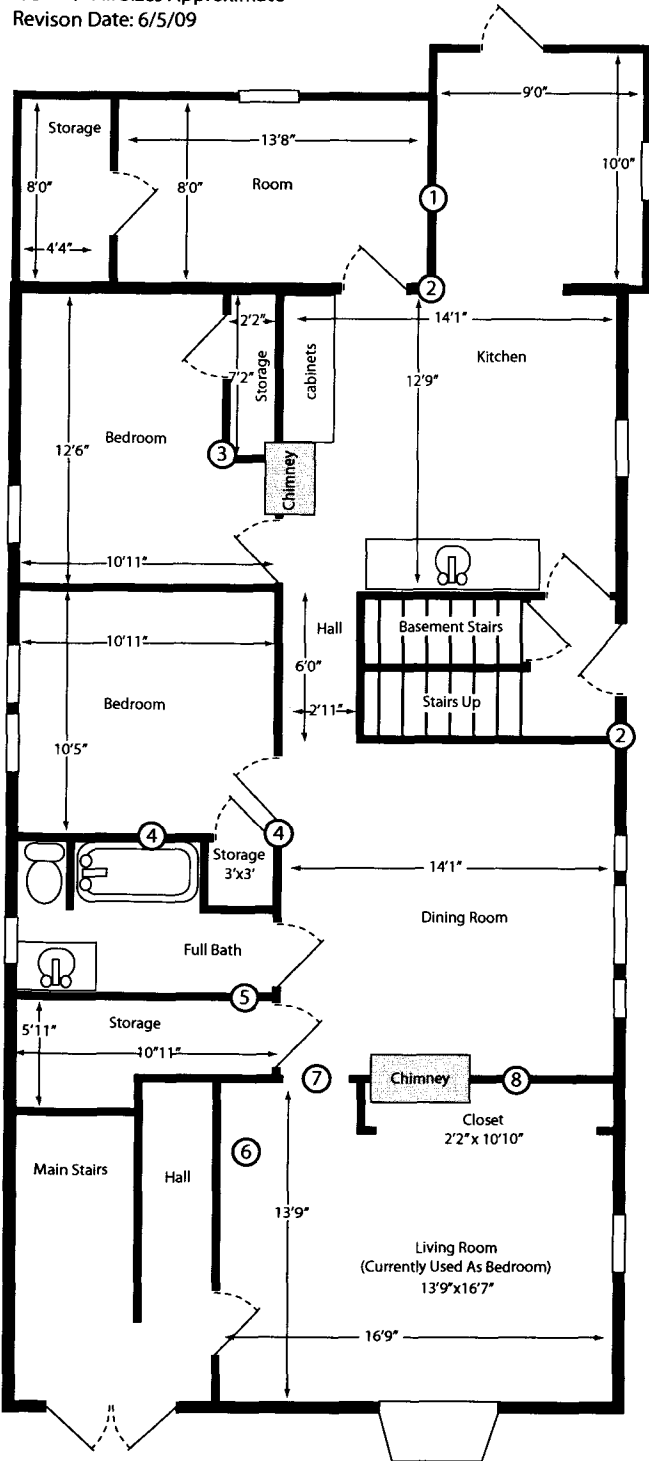 Revison Date: 6/5/09
9'0"
Storage
13'8"
10'0"
8'0"
8'0"
Room
1
4'4"
2
2'2"
14'1"
7'2"
Storage
cabinets
12'9"
Kitchen
Bedroom
12'6"
3
Chimney
10'11"
Hall
Basement Stairs
10'11"
6'0"
Bedroom
2'11"
Stairs Up
2
10'5"
4
4
Storage
3'x3'
14'1"
Dining Room
Full Bath
5
5'11"
Storage
10"11"
7
Chimney
8
Closet
2'2"x 10'10"
6
Main Stairs
Hall
13'9"
Living Room
(Currently Used As Bedroom)
13'9"x16'7"
16'9"